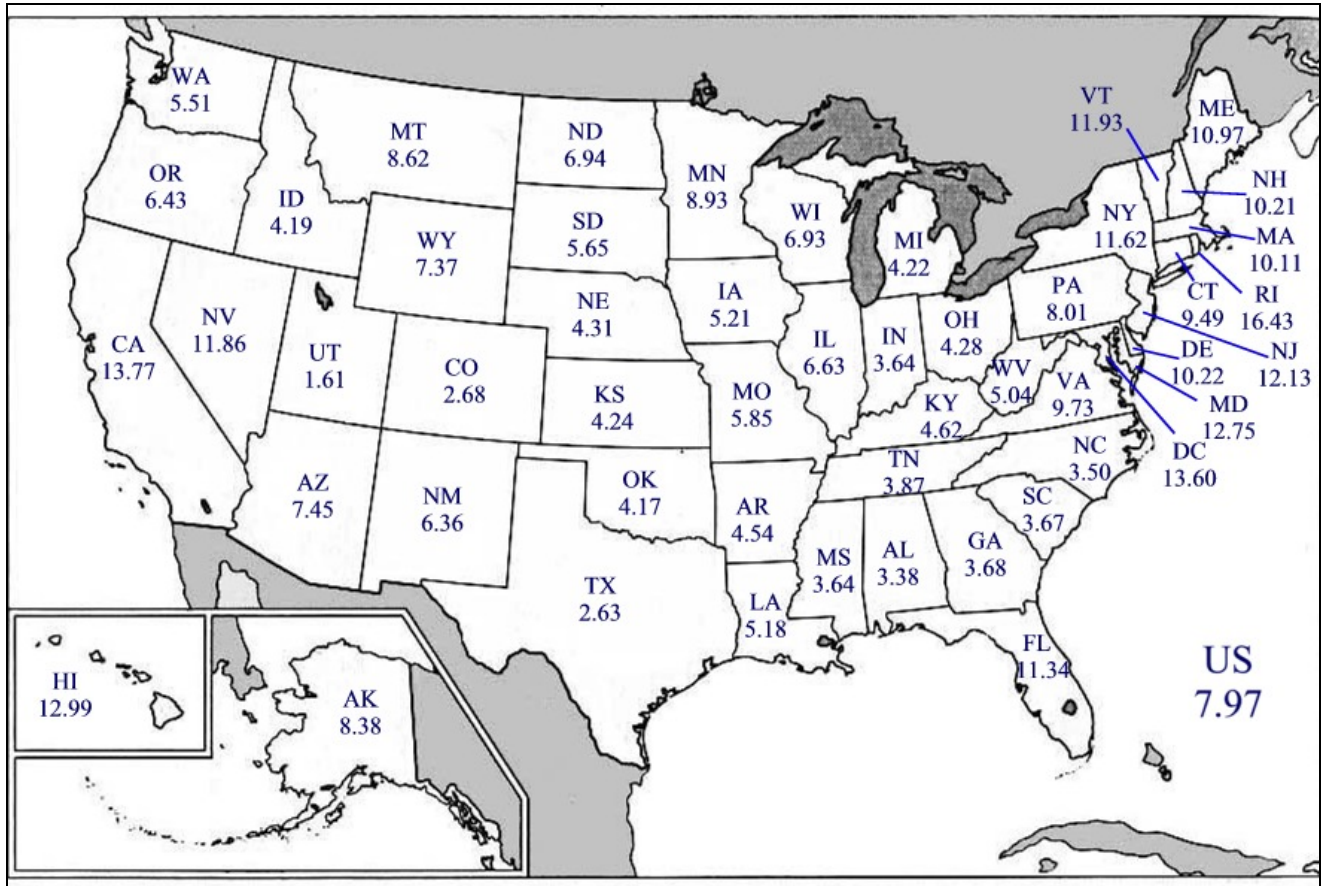 WA
5.51
OR
6.43
CA
13.77
ID
4.19
NV
11.86
MT
8.62
WY
7.37
UT
1.61
CO
2.68
AZ
7.45
NM
6.36
ND
6.94
SD
5.65
NE
4.31
KS
4.24
OK
4.17
TX
2.63
MN
8.93
IA
5.21
MO
5.85
AR
4.54
LA
5.18
WI
6.93
IL
6.63
MI
4.22
IN
3.64
OH
4.28
KY
4.62
TN
3.87
MS
3.64
AL
3.38
GA
3.68
FL
11.34
SC
3.67
NC
3.50
WV
5.04
VA
9.73
PA
8.01
NY
11.62
VT
11.93
ME
10.97
NH
10.21
MA
10.11
RI
16.43
CT
9.49
NJ
12.13
DE
10.22
MD
12.75
DC
13.60
HI
12.99
AK
8.38
US
7.97